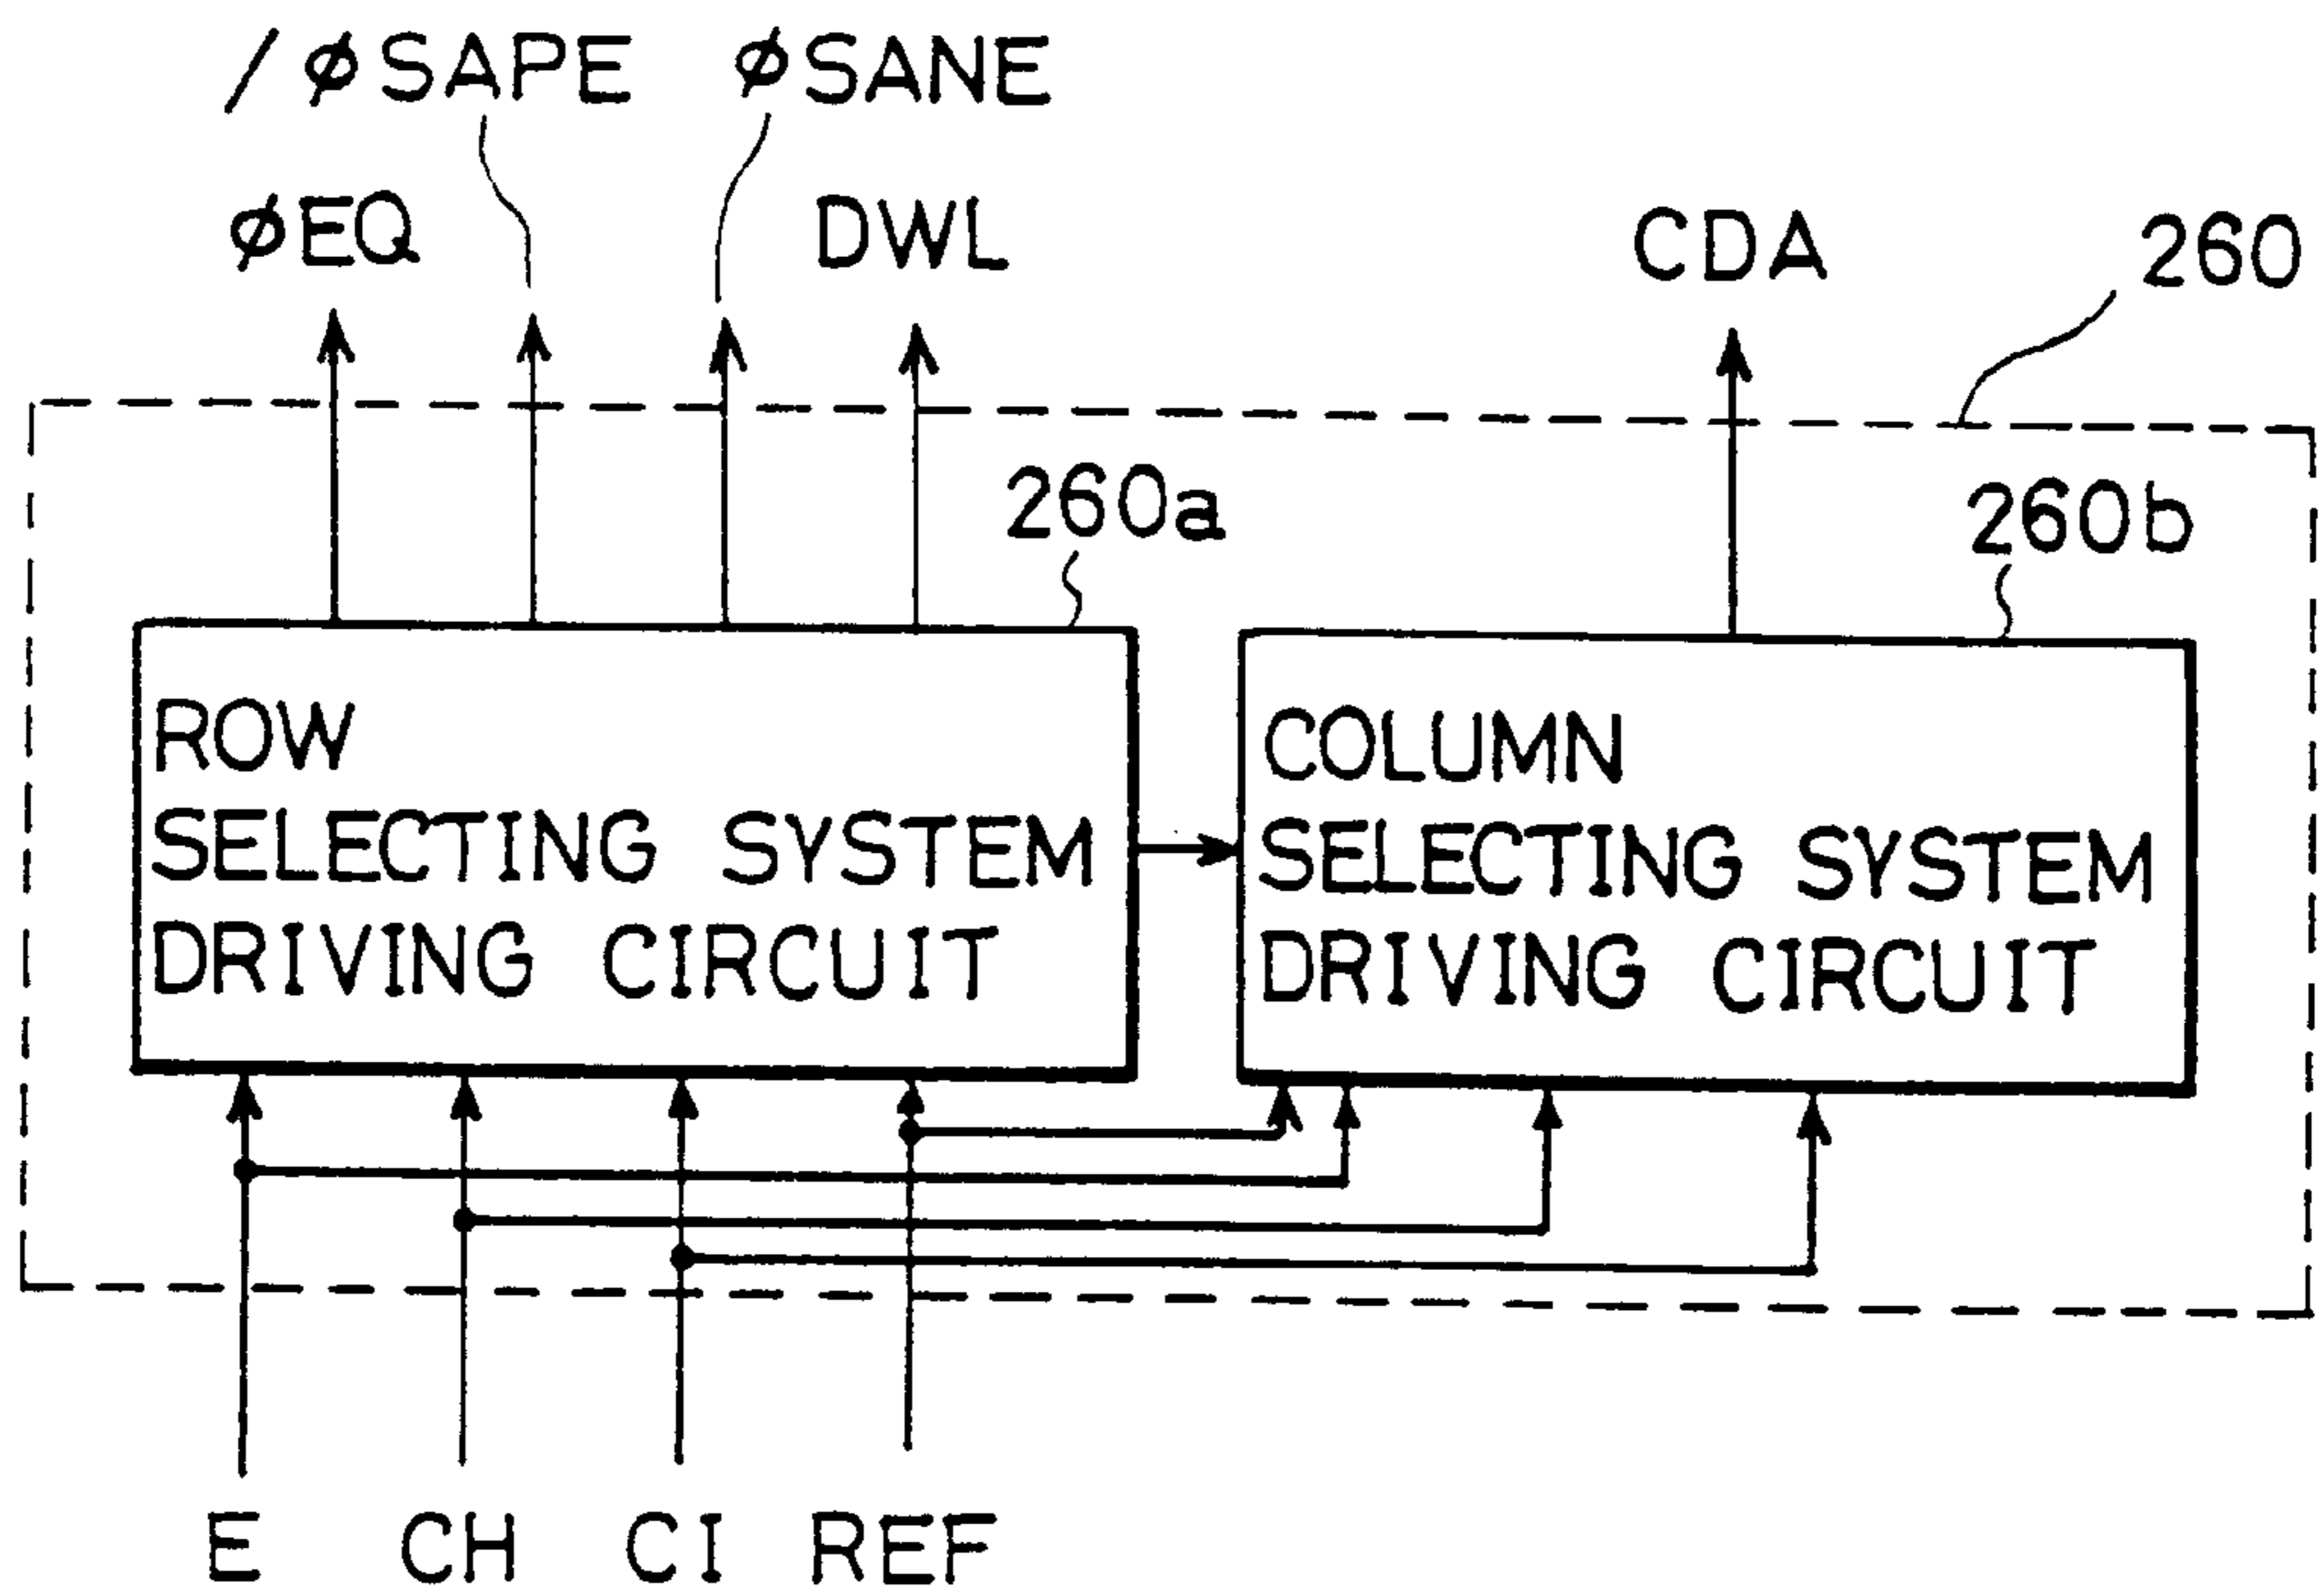 /φSAPE φSANE
φEQ DWL CDA 260
260a 260b
ROW
SELECTING SYSTEM
DRIVING CIRCUIT
COLUMN
SELECTING SYSTEM
DRIVING CIRCUIT
E CH CI REF